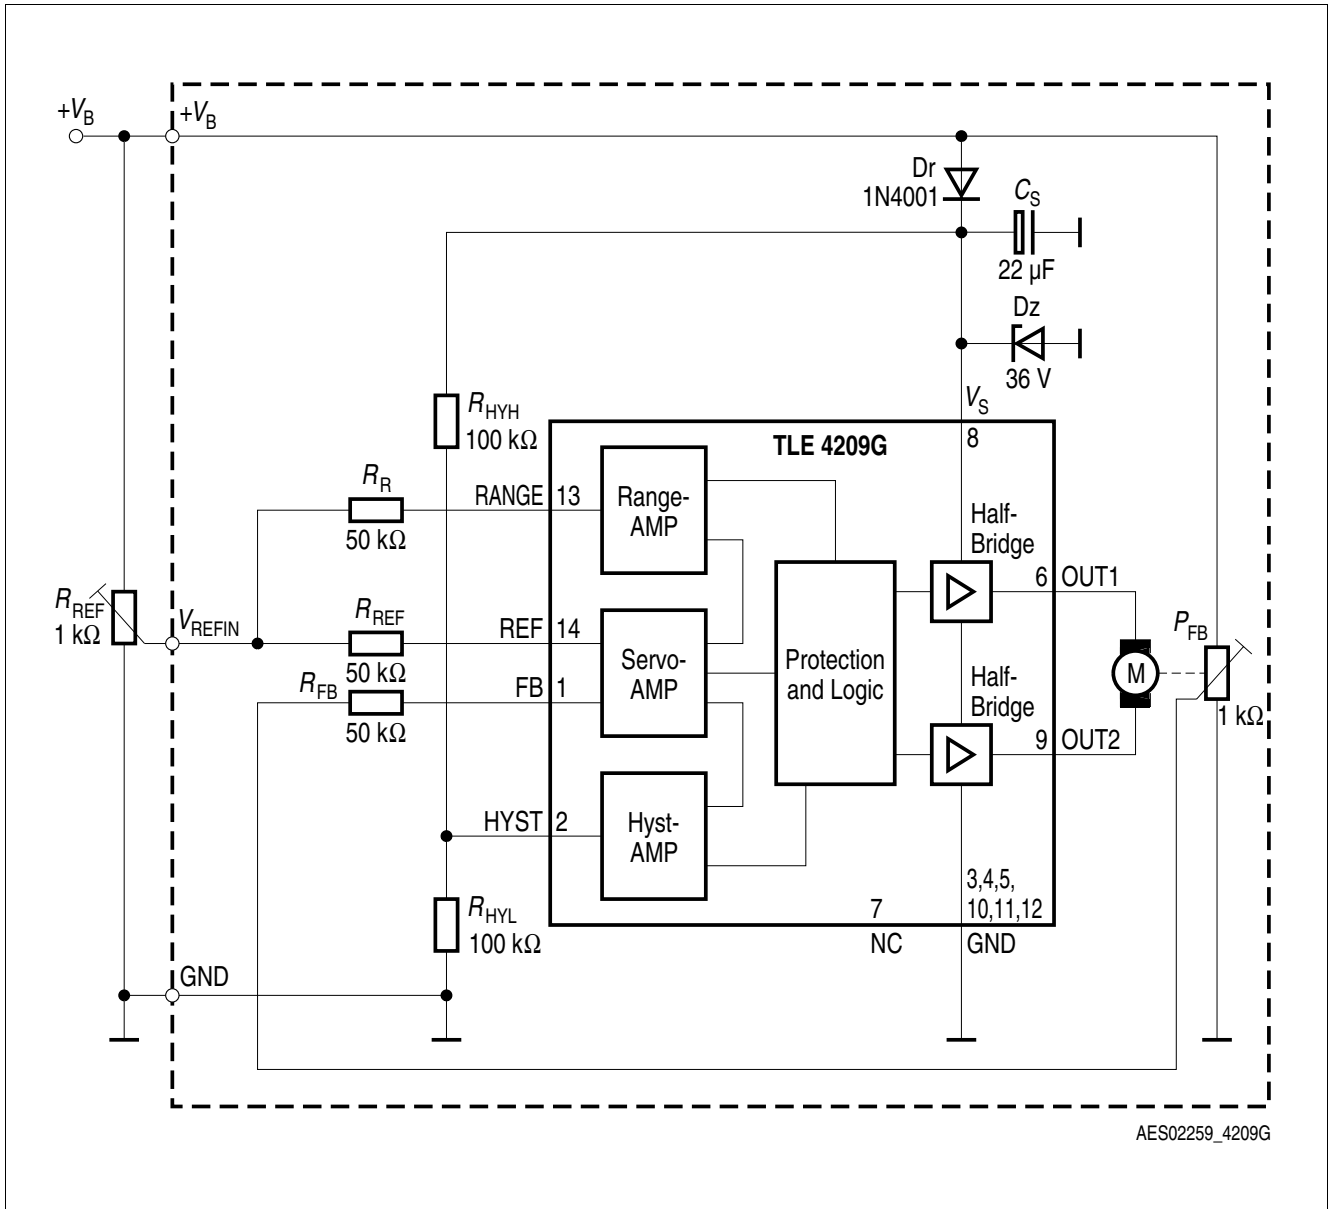 +VB
+VB
Dr
1N4001
CS
22 µF
Dz
36 V
VS
8
RHYH
100 kΩ
TLE 4209G
RR
50 kΩ
RANGE 13
Range-
AMP
Half-
Bridge
6 OUT1
RREF
1 kΩ
VREFIN
RREF
50 kΩ
REF 14
Servo-
AMP
Protection
and Logic
PFB
1 kΩ
M
RFB
50 kΩ
FB 1
Half-
Bridge
9 OUT2
HYST 2
Hyst-
AMP
RHYL
100 kΩ
7
NC
3,4,5,
10,11,12
GND
GND
AES02259_4209G